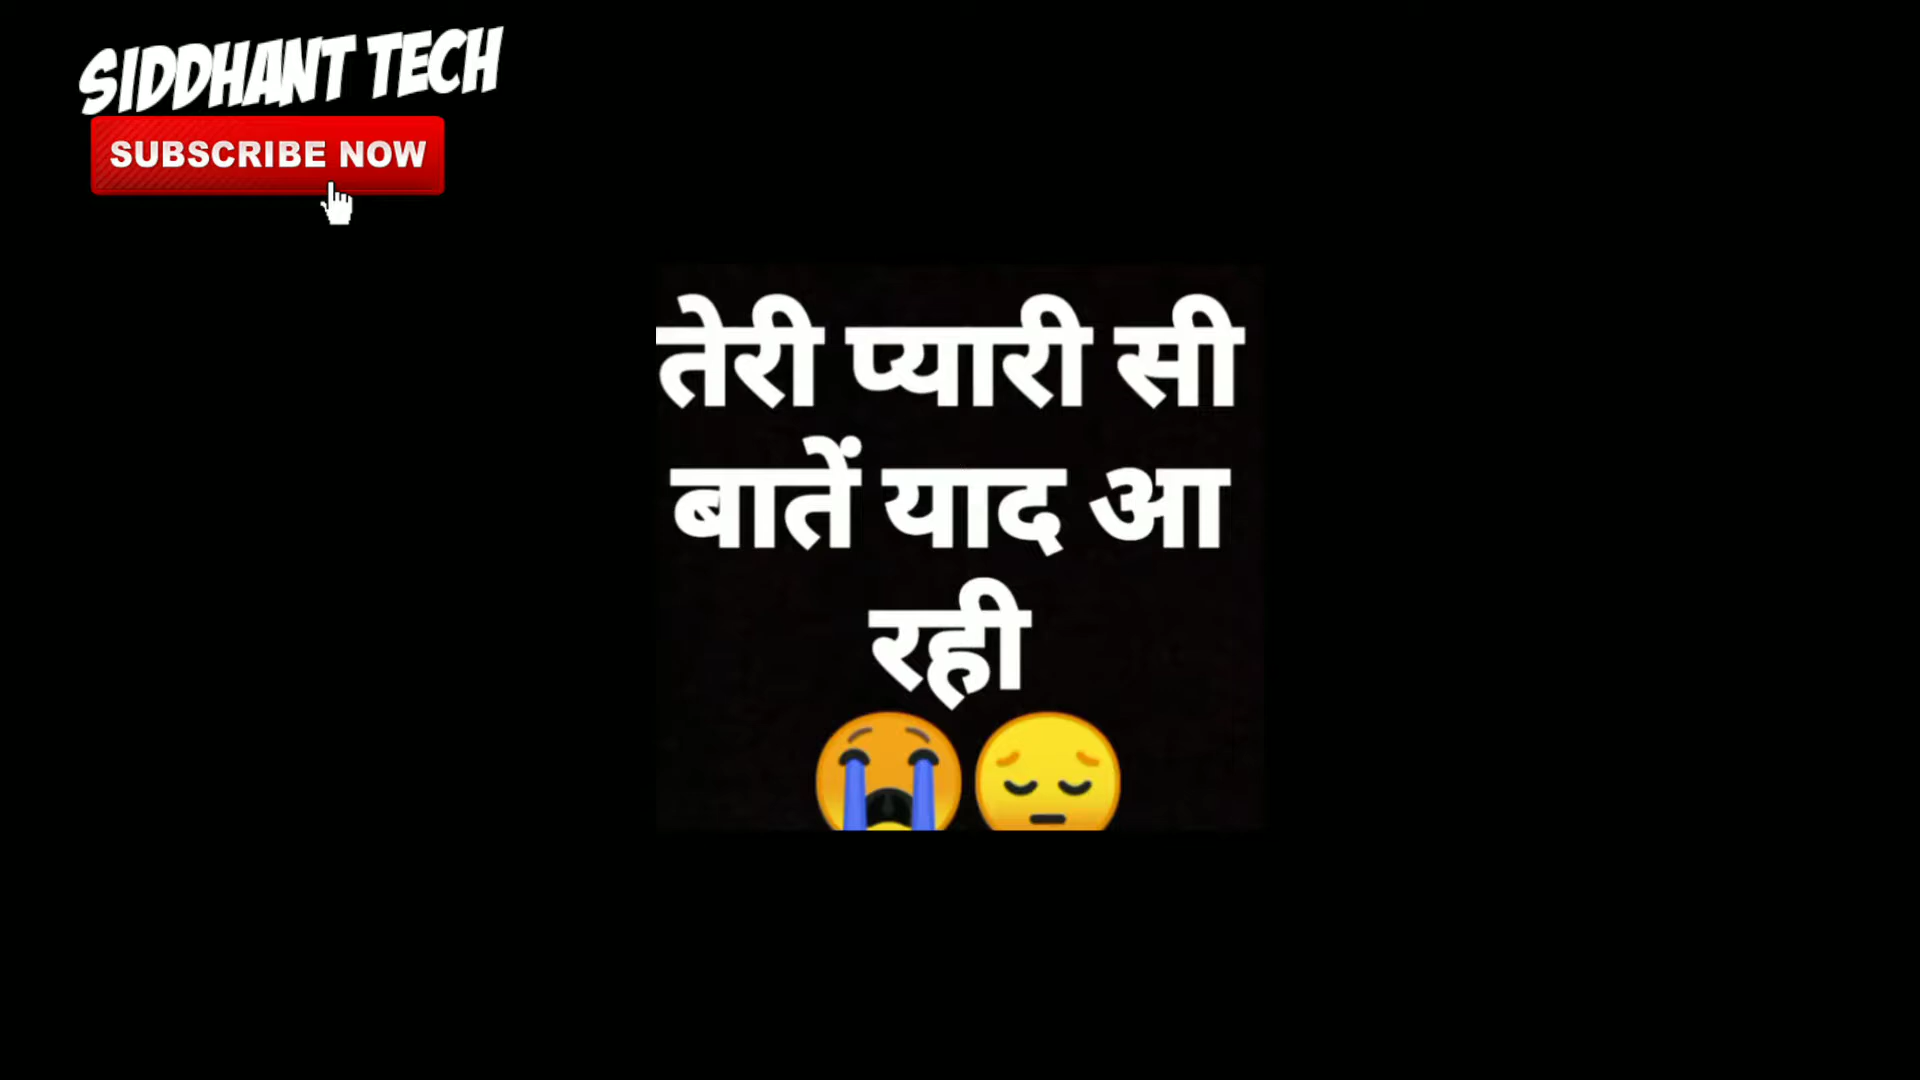 SIDDHANT TECH
SUBSCRIBE NOW
तेरी प्यारी सी
बातें याद आ
रही
😭😔